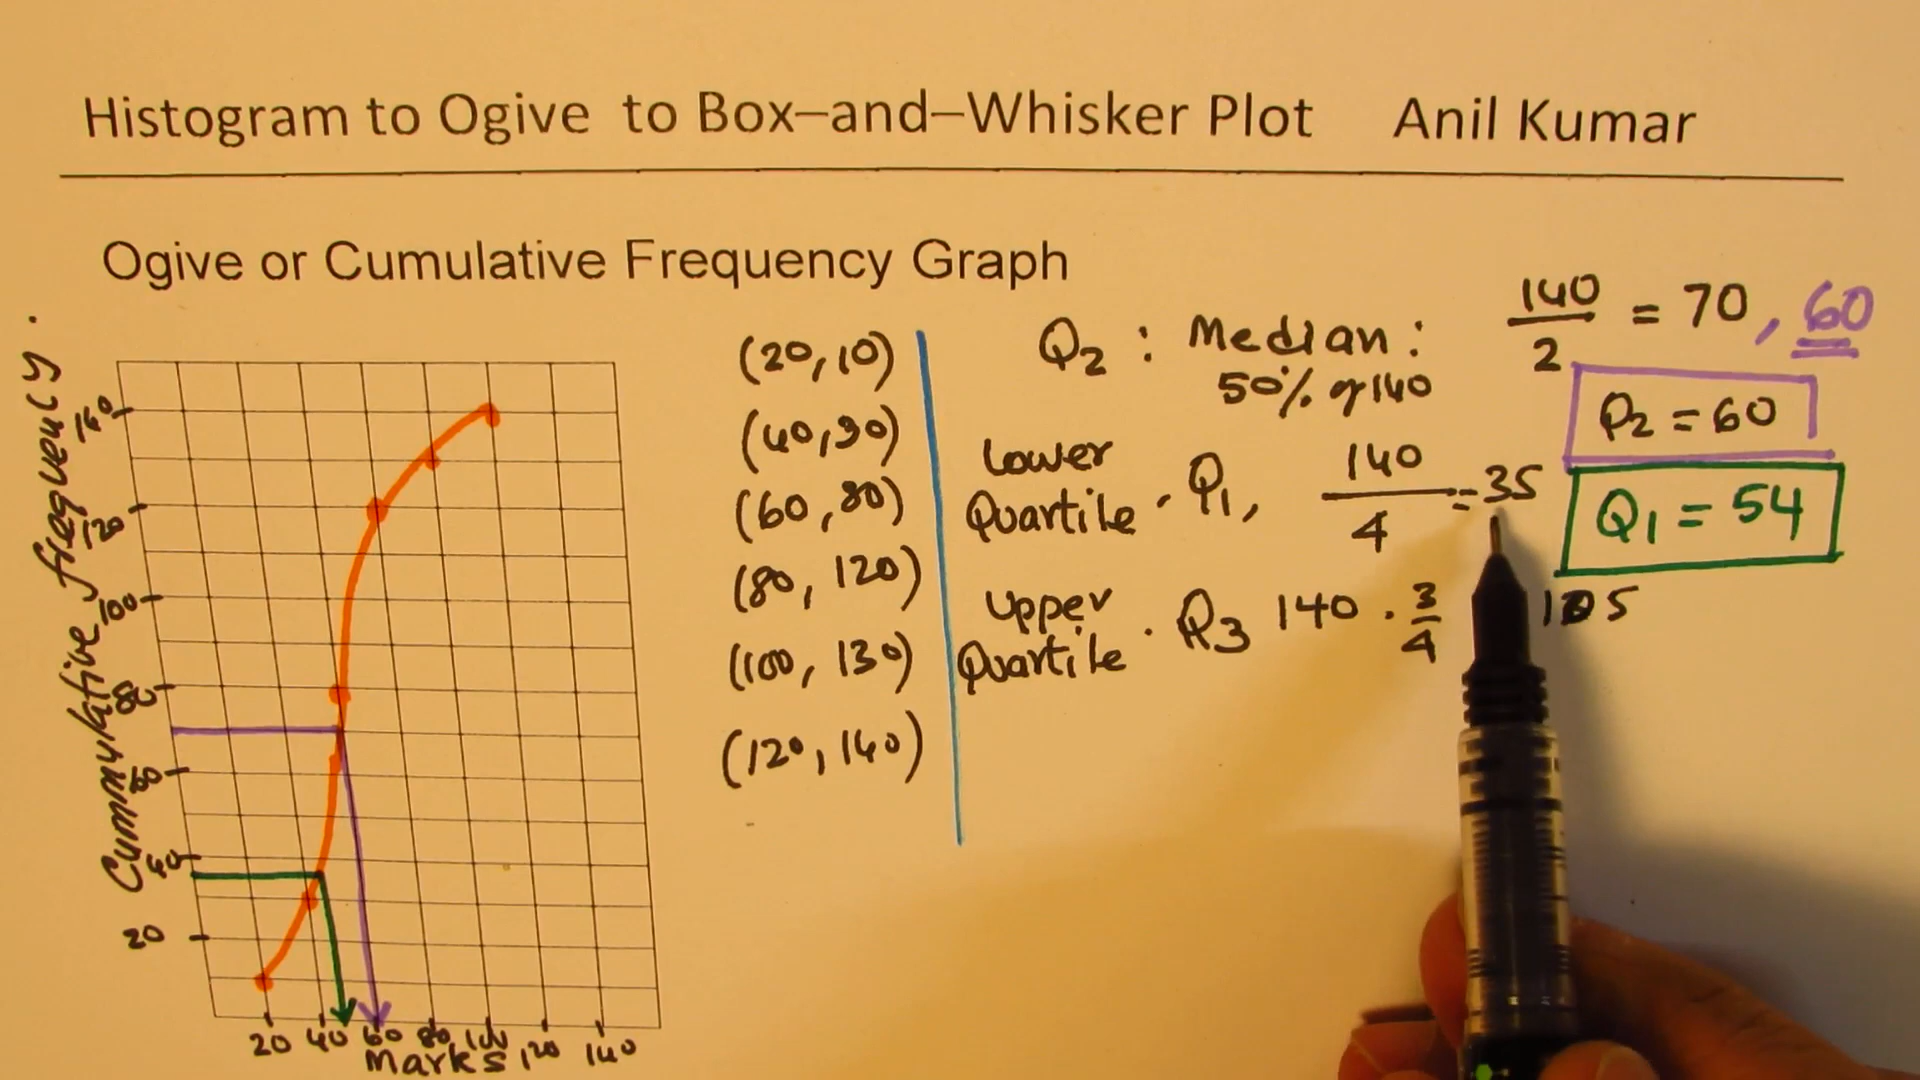 Histogram to Ogive to Box–and–Whisker Plot Anil Kumar
Ogive or Cumulative Frequency Graph
Cummulative frequency.
140
120
100
80
60
40
20
20 40 60 80 100 120 140
Marks
(20, 10)
(40, 30)
(60, 80)
(80, 120)
(100, 130)
(120, 140)
Q2 : Median : 140/2 = 70, 60
50% of 140
Q2 = 60
Lower
Quartile · Q1, 140/4 = 35
Q1 = 54
Upper
Quartile · Q3 140 · 3/4 105